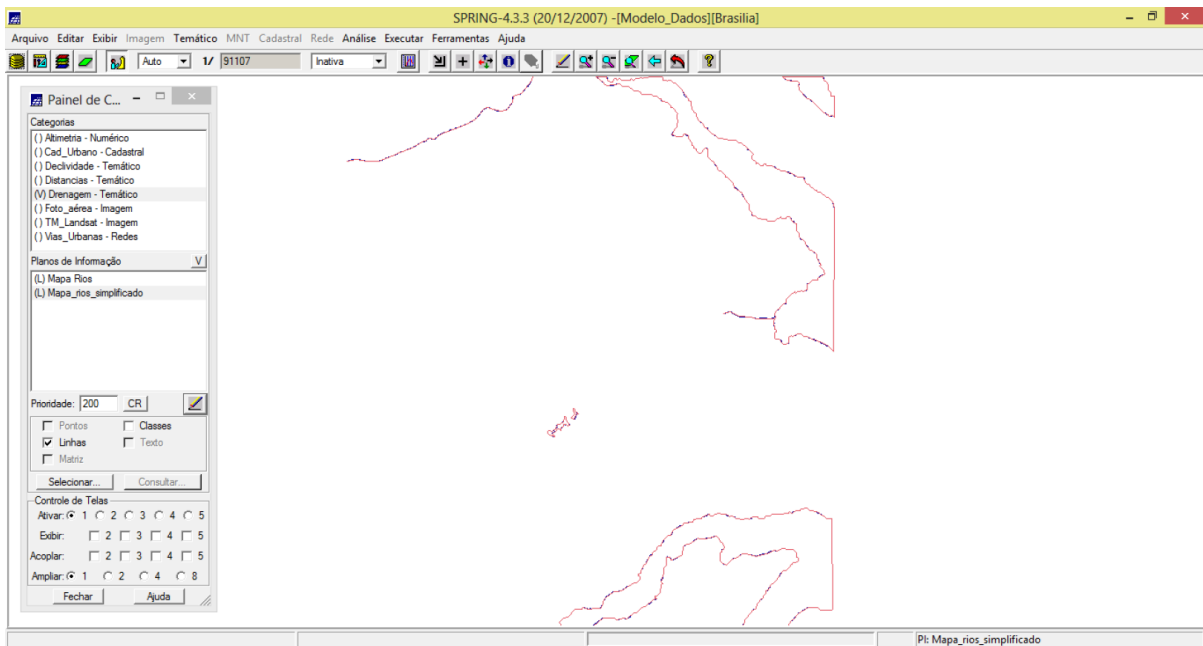 SPRING-4.3.3 (20/12/2007) -[Modelo_Dados][Brasilia]
Arquivo Editar Exibir Imagem Temático MNT Cadastral Rede Análise Executar Ferramentas Ajuda
Auto 1/ 91107 Inativa
Painel de C...
Categorias
( ) Altimetria - Numérico
( ) Cad_Urbano - Cadastral
( ) Declividade - Temático
( ) Distancias - Temático
(V) Drenagem - Temático
( ) Foto_aérea - Imagem
( ) TM_Landsat - Imagem
( ) Vias_Urbanas - Redes
Planos de Informação V
(L) Mapa Rios
(L) Mapa_rios_simplificado
Prioridade: 200 CR
Pontos Classes
Linhas Texto
Matriz
Selecionar... Consultar...
Controle de Telas
Ativar: 1 2 3 4 5
Exibir: 2 3 4 5
Acoplar: 2 3 4 5
Ampliar: 1 2 4 8
Fechar Ajuda
PI: Mapa_rios_simplificado